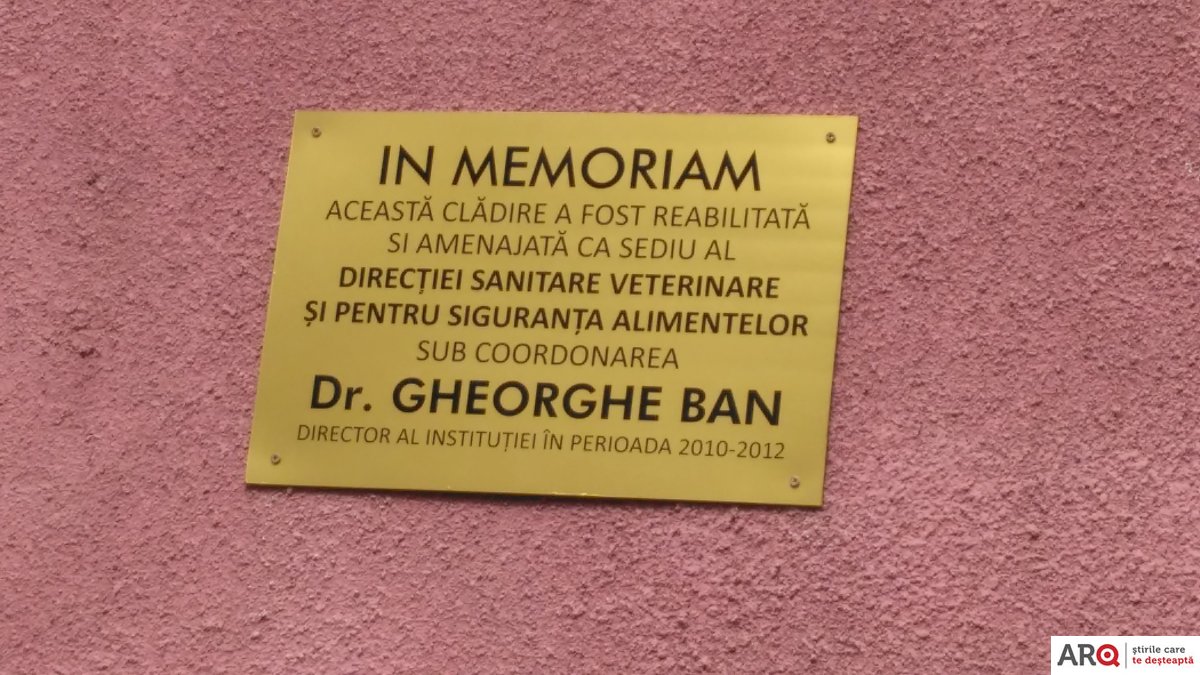 IN MEMORIAM
ACEASTĂ CLĂDIRE A FOST REABILITATĂ
SI AMENAJATĂ CA SEDIU AL
DIRECȚIEI SANITARE VETERINARE
ȘI PENTRU SIGURANȚA ALIMENTELOR
SUB COORDONAREA
Dr. GHEORGHE BAN
DIRECTOR AL INSTITUȚIEI ÎN PERIOADA 2010-2012
ARQ
știrile care
te deșteaptă